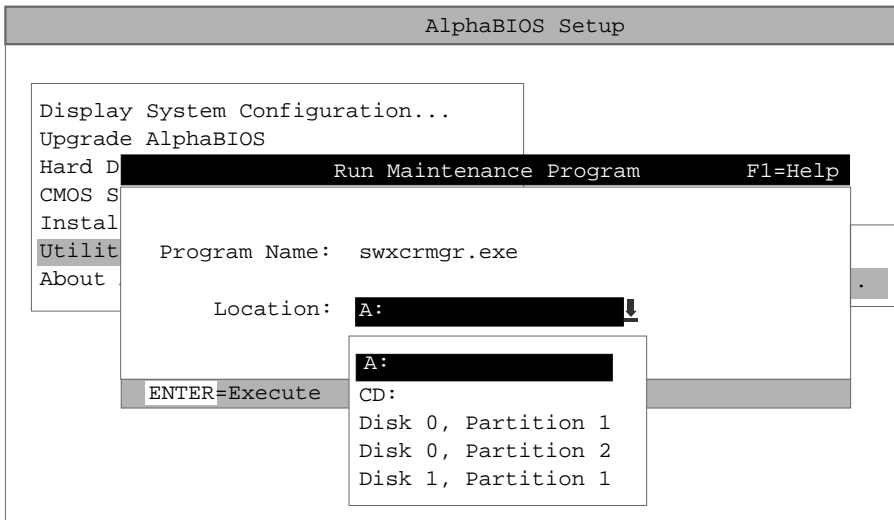 AlphaBIOS Setup
Display System Configuration...
Upgrade AlphaBIOS
Hard D
CMOS S
Instal
Utilit
About
Run Maintenance Program F1=Help
Program Name: swxcrmgr.exe
Location: A:
A:
CD:
Disk 0, Partition 1
Disk 0, Partition 2
Disk 1, Partition 1
ENTER=Execute
.